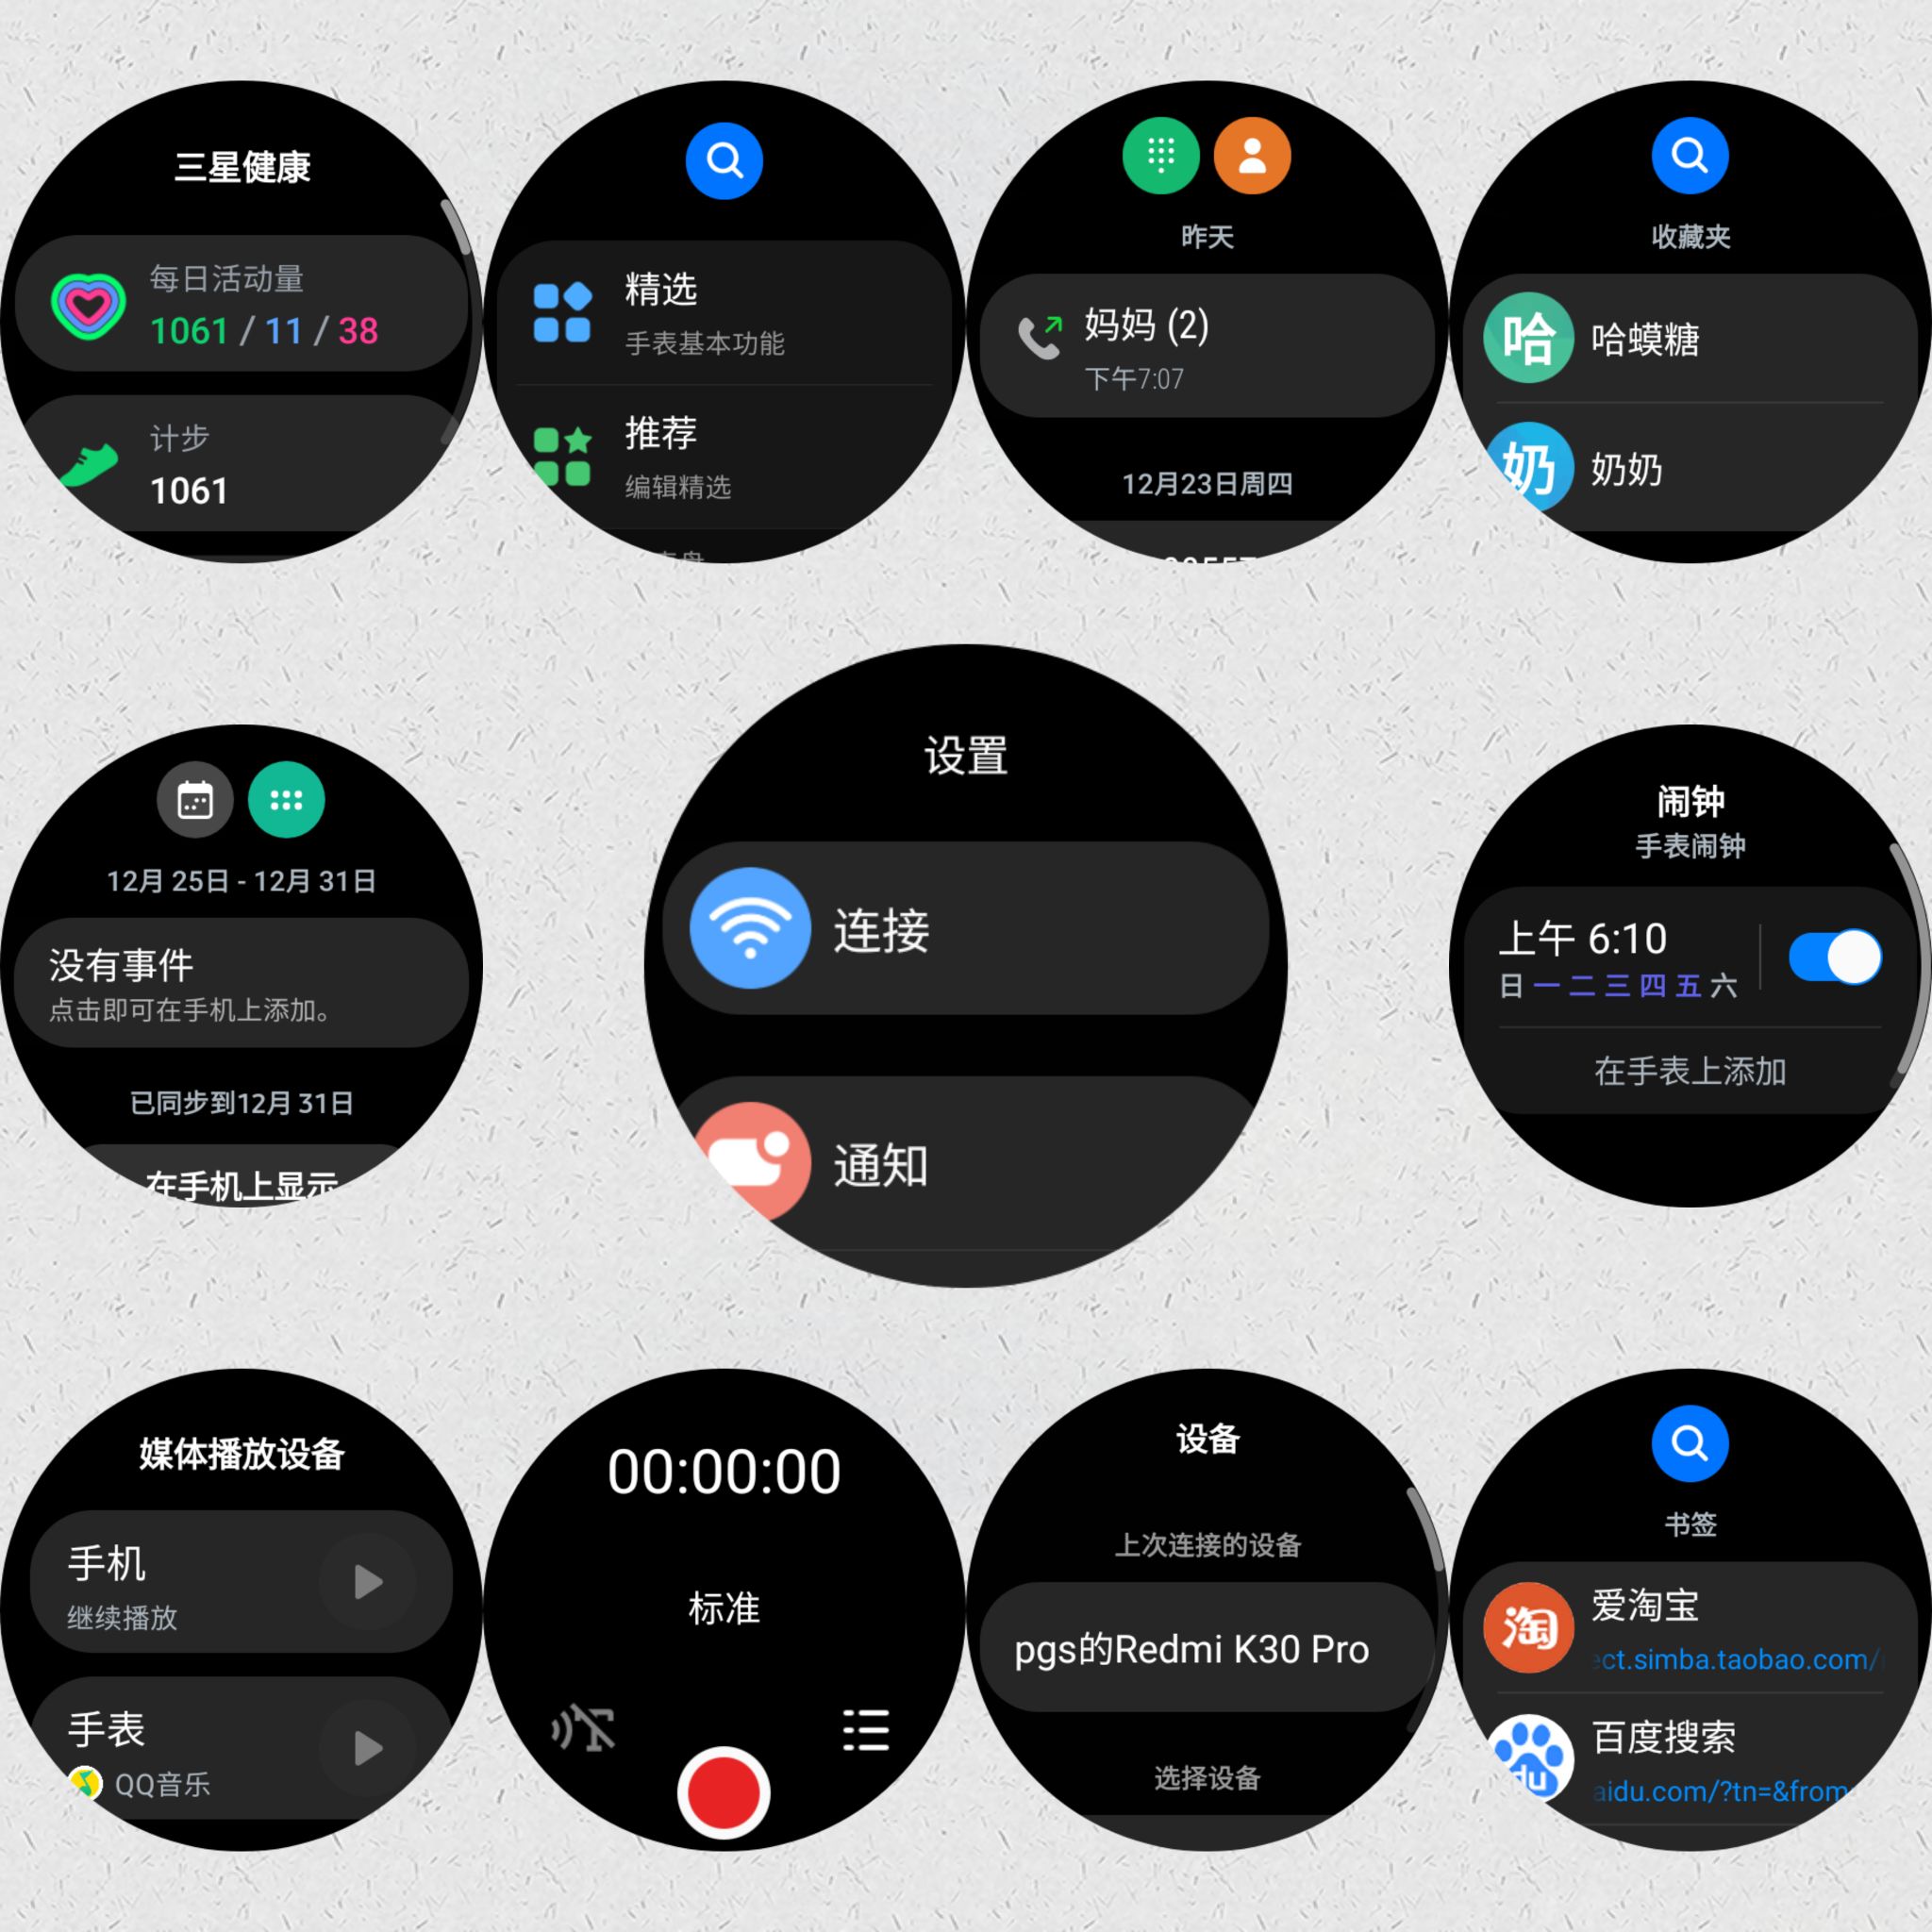 三星健康
每日活动量
1061 / 11 / 38
计步
1061
精选
手表基本功能
推荐
编辑精选
昨天
妈妈 (2)
下午7:07
12月23日周四
收藏夹
哈
哈蟆糖
奶
奶奶
12月 25日 - 12月 31日
没有事件
点击即可在手机上添加。
已同步到12月 31日
在手机上显示
设置
连接
通知
闹钟
手表闹钟
上午 6:10
日 一 二 三 四 五 六
在手表上添加
媒体播放设备
手机
继续播放
手表
QQ音乐
00:00:00
标准
设备
上次连接的设备
pgs的Redmi K30 Pro
选择设备
书签
淘
爱淘宝
ect.simba.taobao.com/
du
百度搜索
aidu.com/?tn=&from